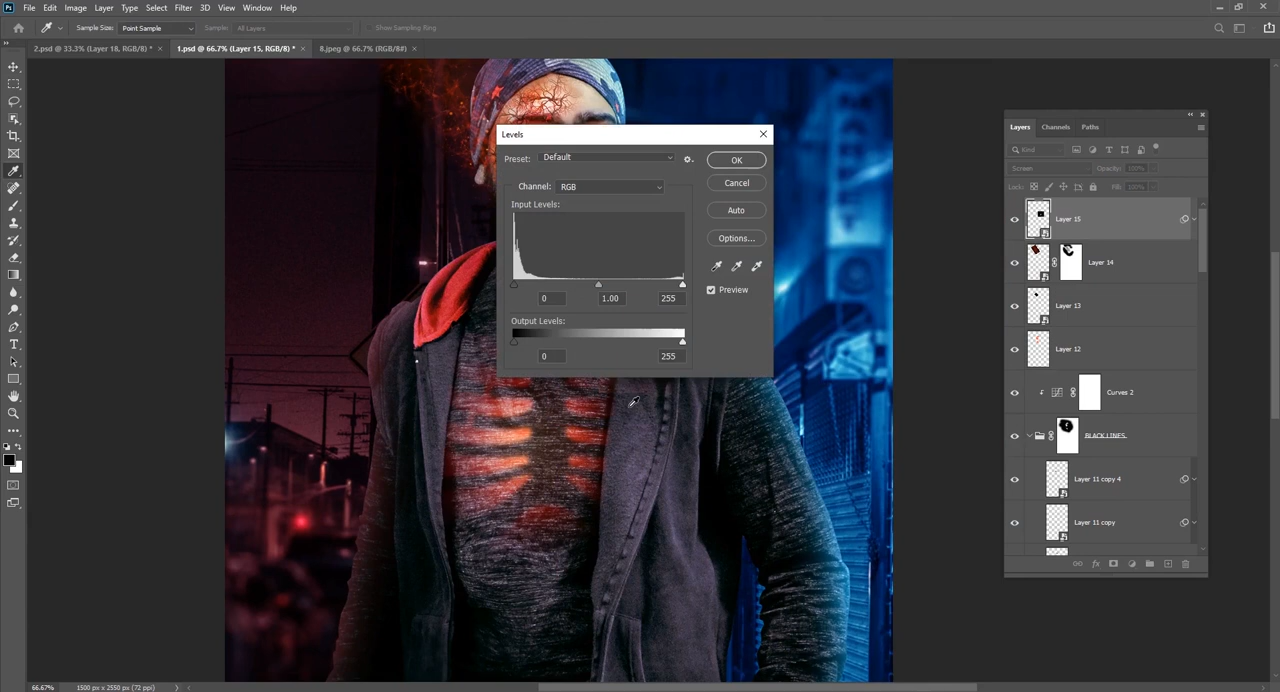 Ps File Edit Image Layer Type Select Filter 3D View Window Help
Sample Size: Point Sample Sample: All Layers Show Sampling Ring
2.psd @ 33.3% (Layer 18, RGB/8) * × 1.psd @ 66.7% (Layer 15, RGB/8) * × 8.jpeg @ 66.7% (RGB/8#) ×
Levels
Preset: Default
OK
Channel: RGB
Cancel
Input Levels:
Auto
Options...
Preview
0 1.00 255
Output Levels:
0 255
Layers Channels Paths
Kind
Screen Opacity: 100%
Lock: Fill: 100%
Layer 15
Layer 14
Layer 13
Layer 12
Curves 2
BLACK LINES
Layer 11 copy 4
Layer 11 copy
fx
66.67% 1500 px x 2550 px (72 ppi)